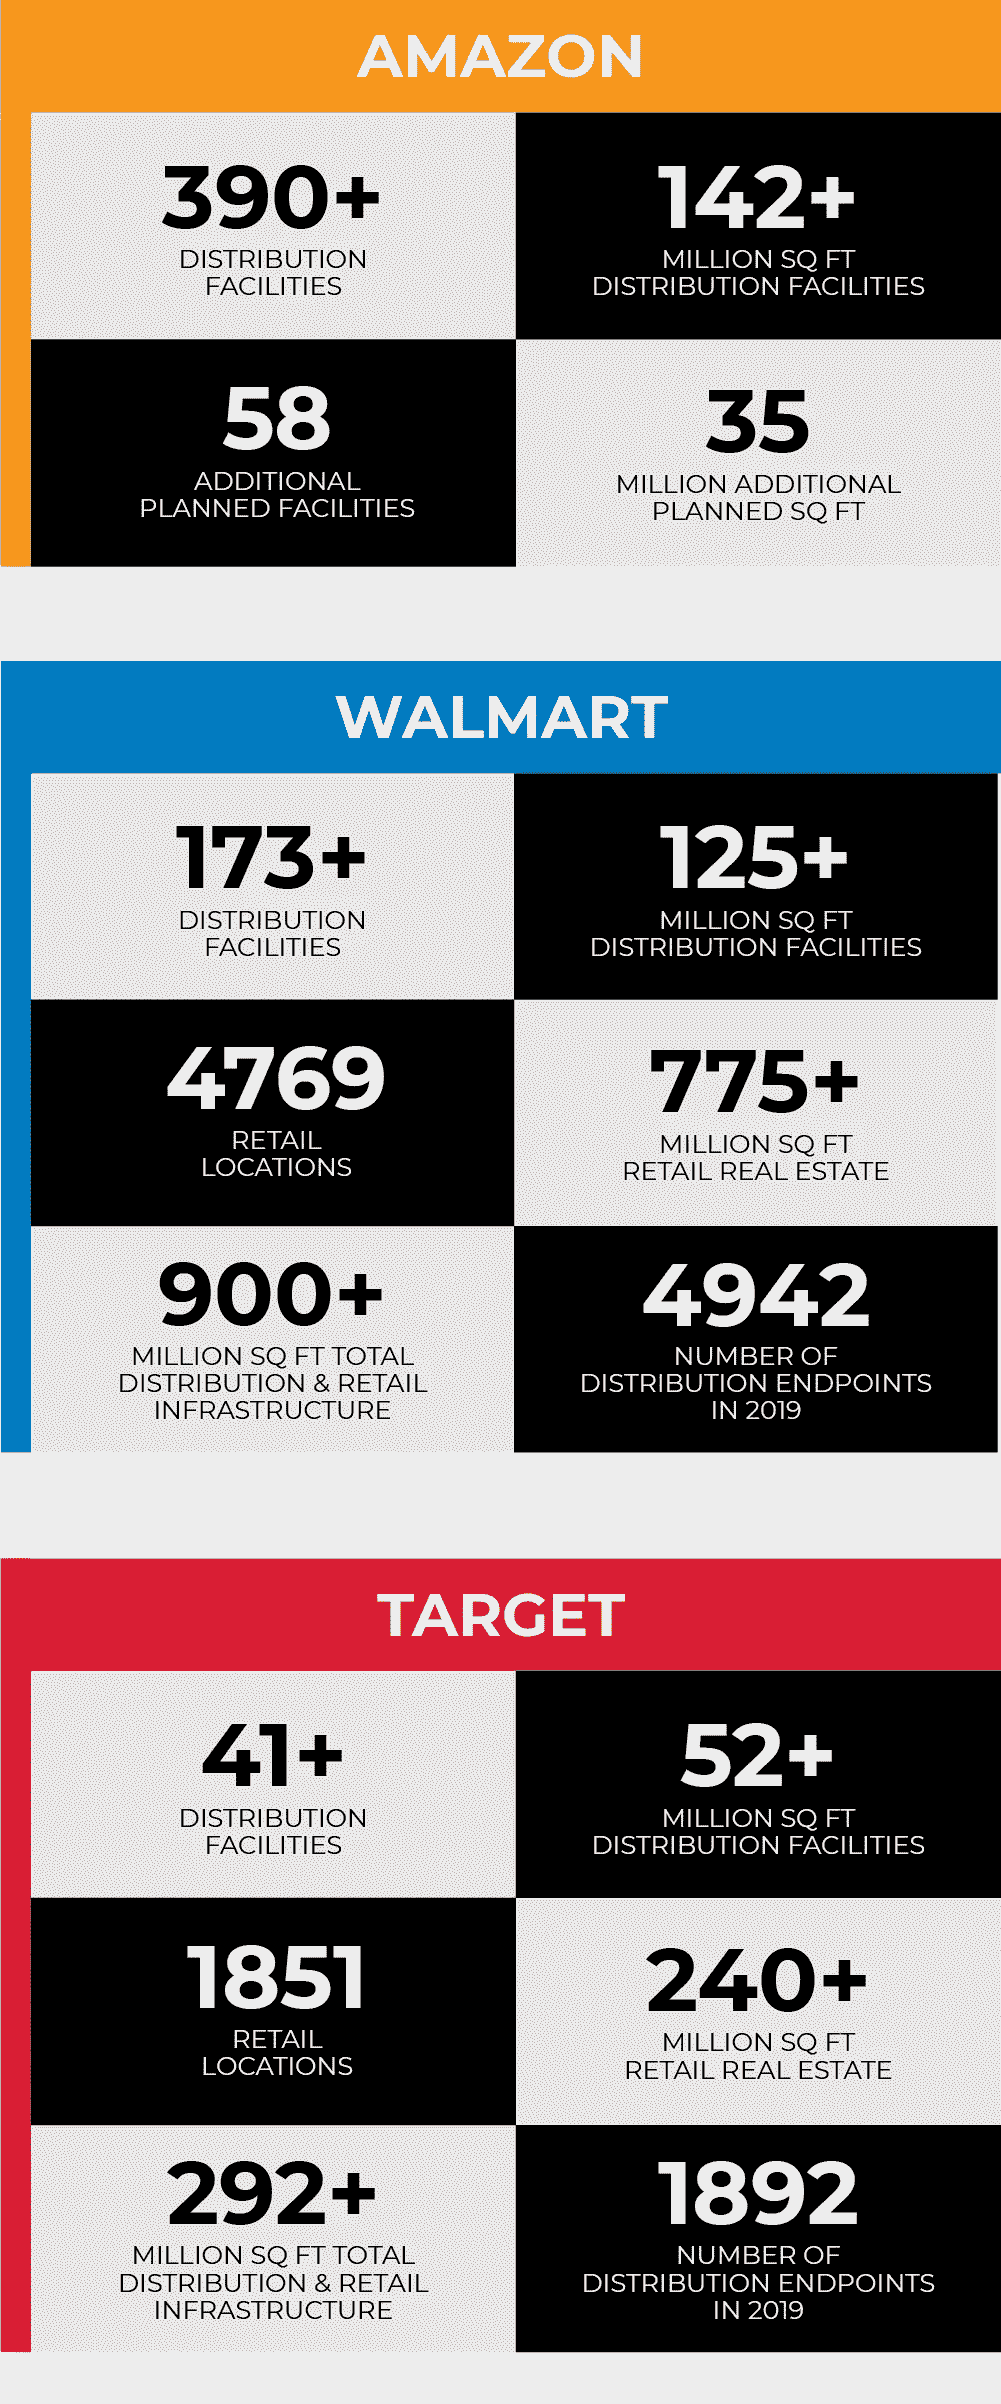 AMAZON
390+
DISTRIBUTION
FACILITIES
142+
MILLION SQ FT
DISTRIBUTION FACILITIES
58
ADDITIONAL
PLANNED FACILITIES
35
MILLION ADDITIONAL
PLANNED SQ FT
WALMART
173+
DISTRIBUTION
FACILITIES
125+
MILLION SQ FT
DISTRIBUTION FACILITIES
4769
RETAIL
LOCATIONS
775+
MILLION SQ FT
RETAIL REAL ESTATE
900+
MILLION SQ FT TOTAL
DISTRIBUTION & RETAIL
INFRASTRUCTURE
4942
NUMBER OF
DISTRIBUTION ENDPOINTS
IN 2019
TARGET
41+
DISTRIBUTION
FACILITIES
52+
MILLION SQ FT
DISTRIBUTION FACILITIES
1851
RETAIL
LOCATIONS
240+
MILLION SQ FT
RETAIL REAL ESTATE
292+
MILLION SQ FT TOTAL
DISTRIBUTION & RETAIL
INFRASTRUCTURE
1892
NUMBER OF
DISTRIBUTION ENDPOINTS
IN 2019